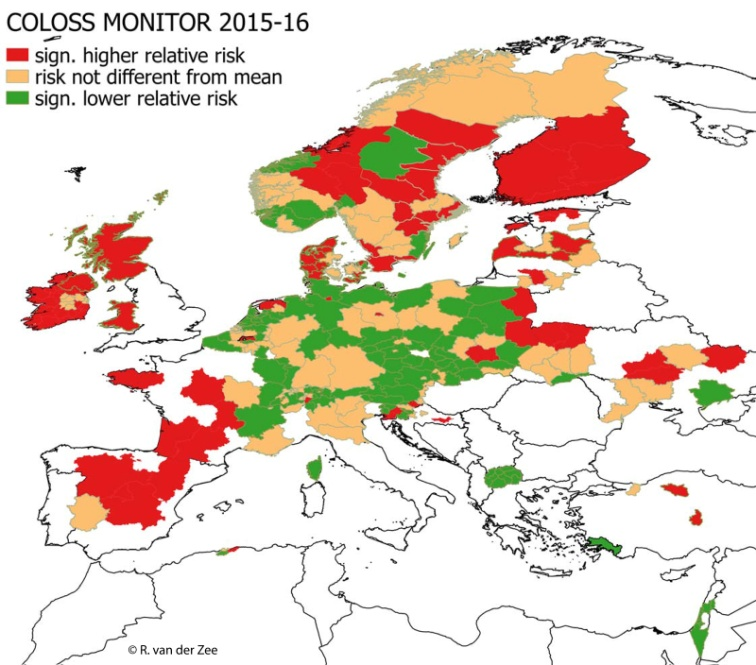 COLOSS MONITOR 2015-16
sign. higher relative risk
risk not different from mean
sign. lower relative risk
© R. van der Zee